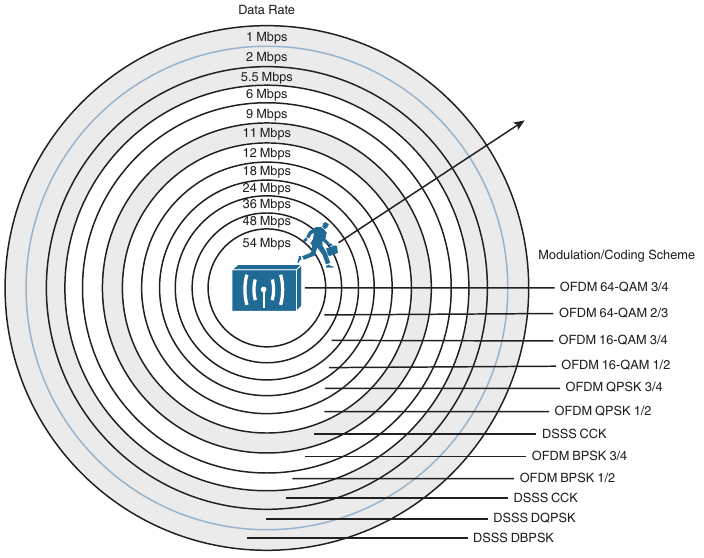 Data Rate
1 Mbps
2 Mbps
5.5 Mbps
6 Mbps
9 Mbps
11 Mbps
12 Mbps
18 Mbps
24 Mbps
36 Mbps
48 Mbps
54 Mbps
Modulation/Coding Scheme
OFDM 64-QAM 3/4
OFDM 64-QAM 2/3
OFDM 16-QAM 3/4
OFDM 16-QAM 1/2
OFDM QPSK 3/4
OFDM QPSK 1/2
DSSS CCK
OFDM BPSK 3/4
OFDM BPSK 1/2
DSSS CCK
DSSS DQPSK
DSSS DBPSK